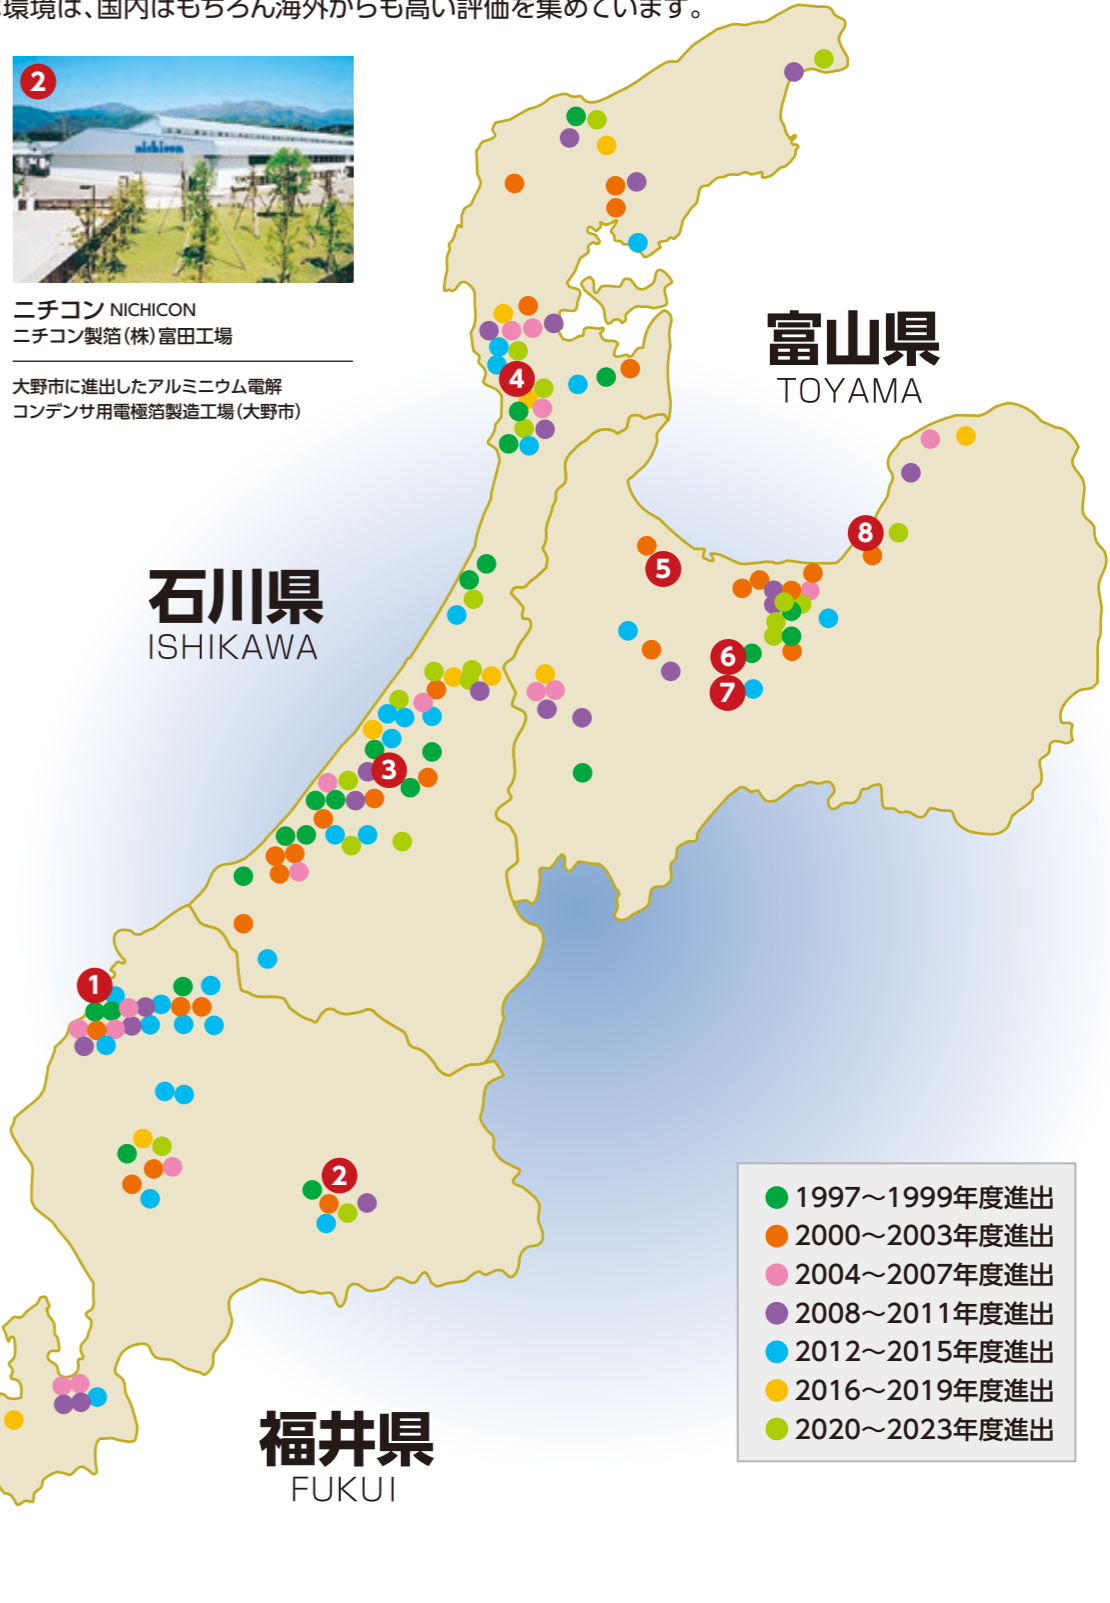 環境は、国内はもちろん海外からも高い評価を集めています。
2
nichicon
ニチコン NICHICON
ニチコン製箔(株)富田工場
大野市に進出したアルミニウム電解
コンデンサ用電極箔製造工場(大野市)
富山県
TOYAMA
石川県
ISHIKAWA
4
8
5
6
7
3
1
2
福井県
FUKUI
1997〜1999年度進出
2000〜2003年度進出
2004〜2007年度進出
2008〜2011年度進出
2012〜2015年度進出
2016〜2019年度進出
2020〜2023年度進出